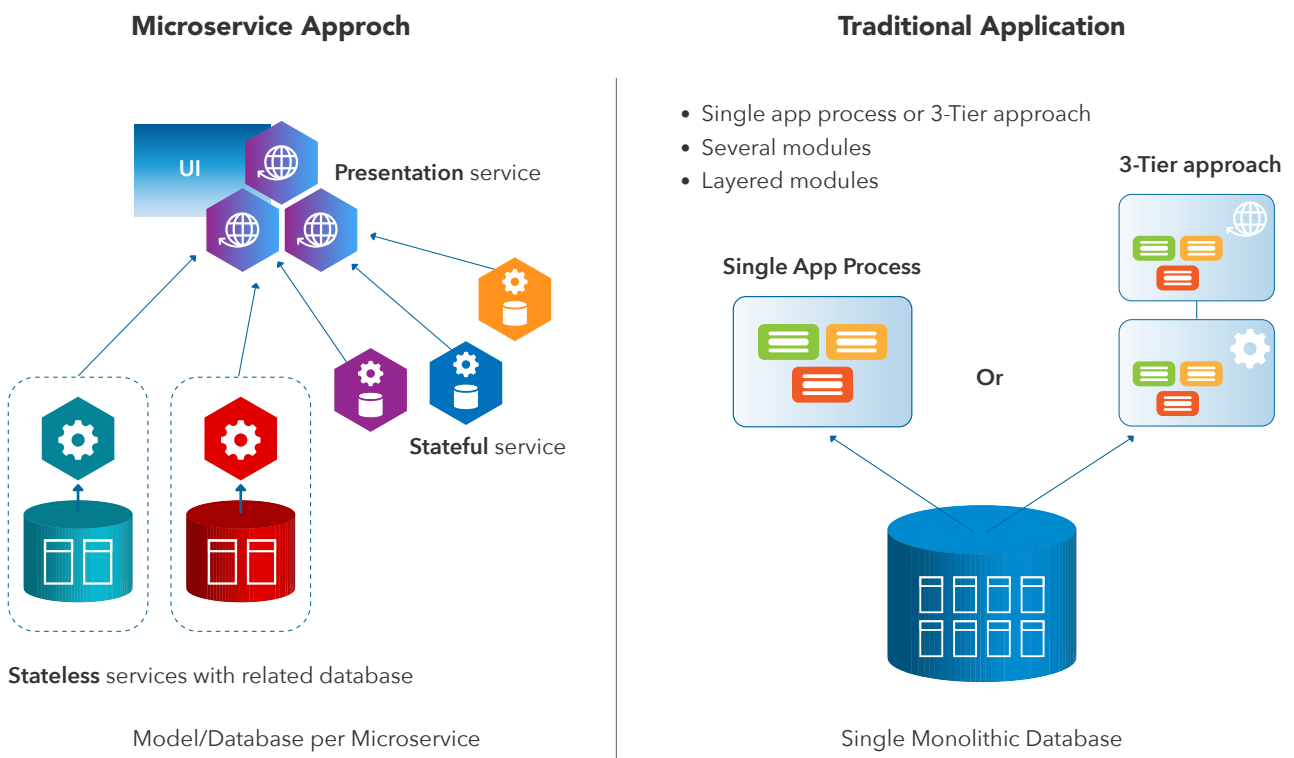 Microservice Approch
UI
Presentation service
Stateful service
Stateless services with related database
Model/Database per Microservice
Traditional Application
• Single app process or 3-Tier approach
• Several modules
• Layered modules
3-Tier approach
Single App Process
Or
Single Monolithic Database